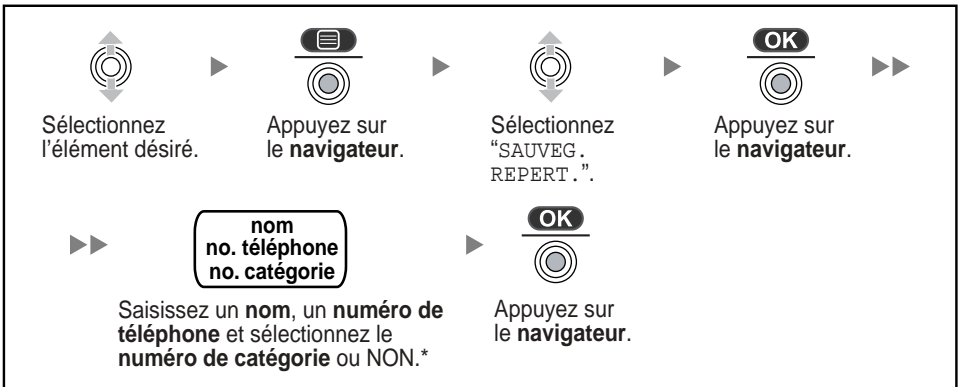 OK
Sélectionnez
l'élément désiré.
Appuyez sur
le navigateur.
Sélectionnez
“SAUVEG.
REPERT.”.
Appuyez sur
le navigateur.
nom
no. téléphone
no. catégorie
OK
Saisissez un nom, un numéro de
téléphone et sélectionnez le
numéro de catégorie ou NON.*
Appuyez sur
le navigateur.